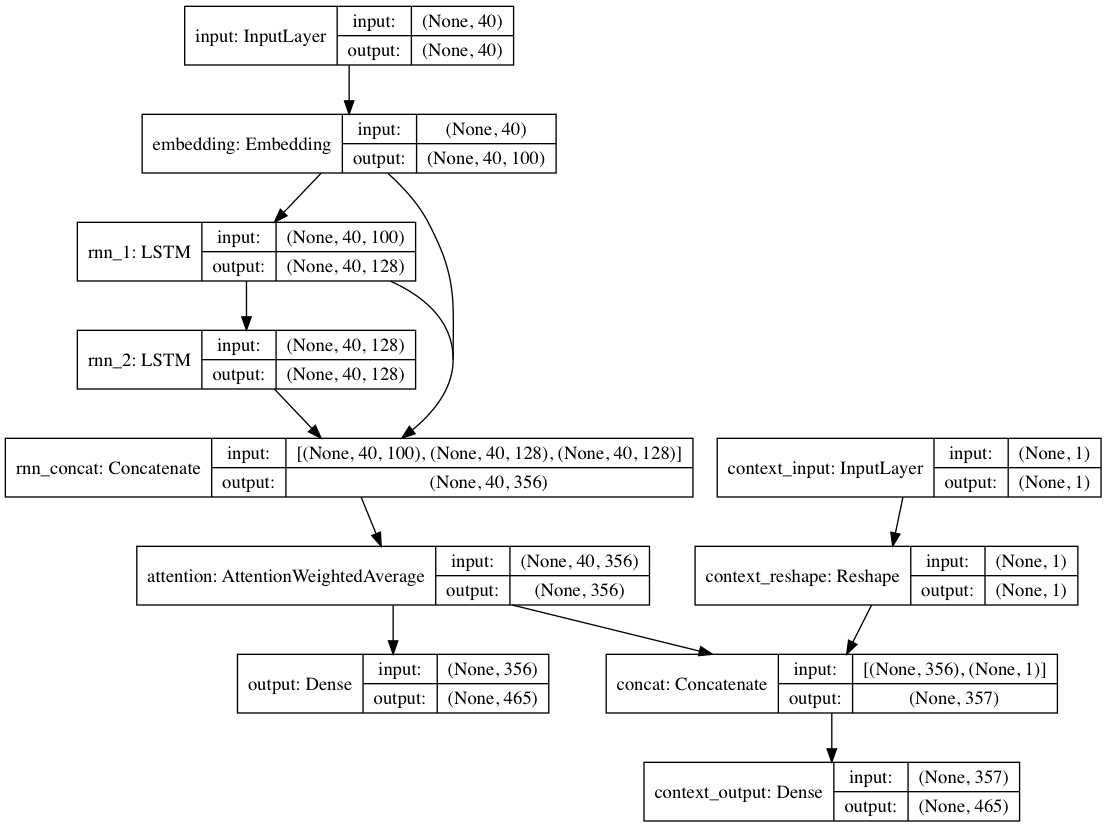 input: InputLayer
input: (None, 40)
output: (None, 40)
embedding: Embedding
input: (None, 40)
output: (None, 40, 100)
rnn_1: LSTM
input: (None, 40, 100)
output: (None, 40, 128)
rnn_2: LSTM
input: (None, 40, 128)
output: (None, 40, 128)
rnn_concat: Concatenate
input: [(None, 40, 100), (None, 40, 128), (None, 40, 128)]
output: (None, 40, 356)
context_input: InputLayer
input: (None, 1)
output: (None, 1)
attention: AttentionWeightedAverage
input: (None, 40, 356)
output: (None, 356)
context_reshape: Reshape
input: (None, 1)
output: (None, 1)
output: Dense
input: (None, 356)
output: (None, 465)
concat: Concatenate
input: [(None, 356), (None, 1)]
output: (None, 357)
context_output: Dense
input: (None, 357)
output: (None, 465)